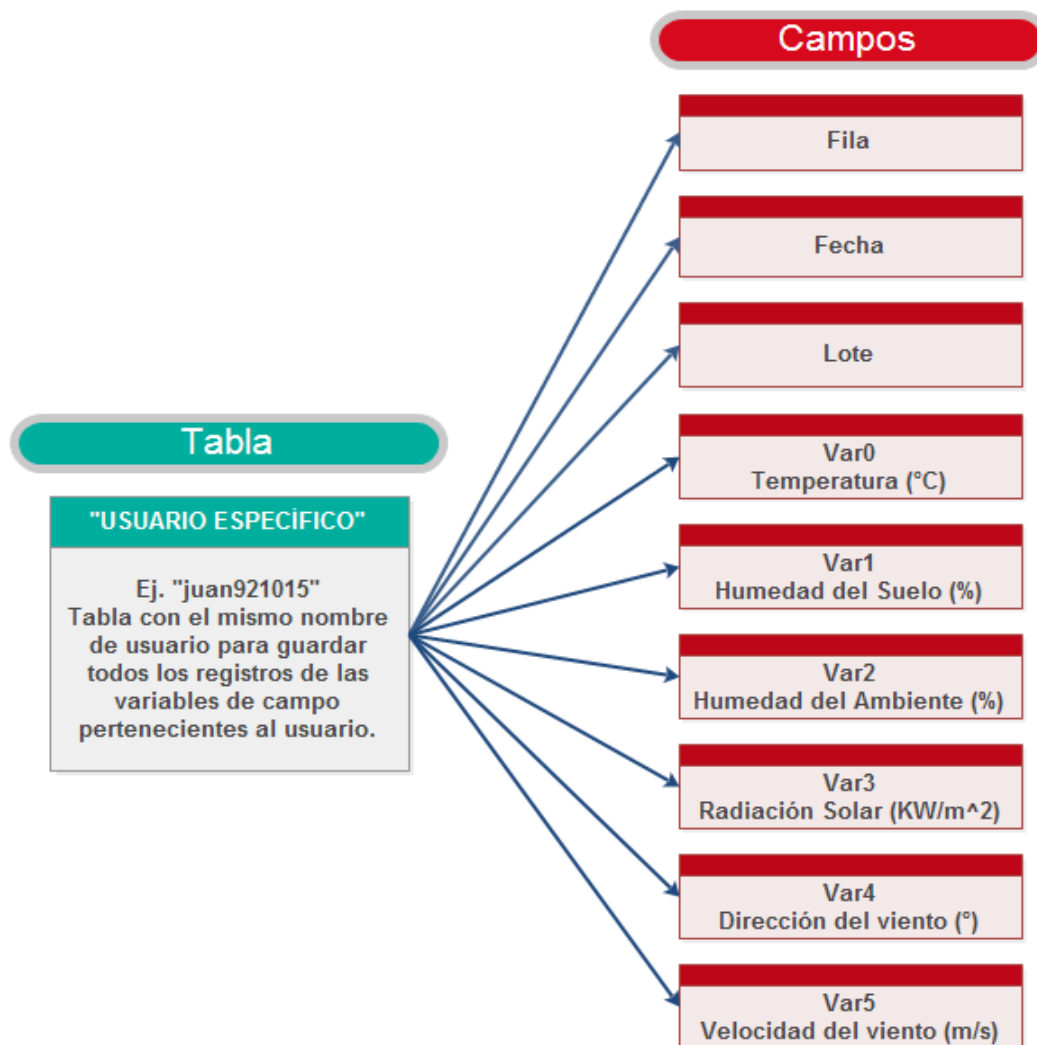 Campos
Fila
Fecha
Lote
Tabla
"USUARIO ESPECÍFICO"
Ej. "juan921015"
Tabla con el mismo nombre
de usuario para guardar
todos los registros de las
variables de campo
pertenecientes al usuario.
Var0
Temperatura (°C)
Var1
Humedad del Suelo (%)
Var2
Humedad del Ambiente (%)
Var3
Radiación Solar (KW/m^2)
Var4
Dirección del viento (°)
Var5
Velocidad del viento (m/s)